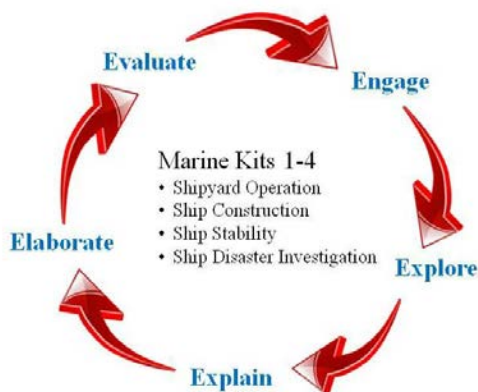 Evaluate
Engage
Marine Kits 1-4
• Shipyard Operation
• Ship Construction
• Ship Stability
• Ship Disaster Investigation
Elaborate
Explore
Explain